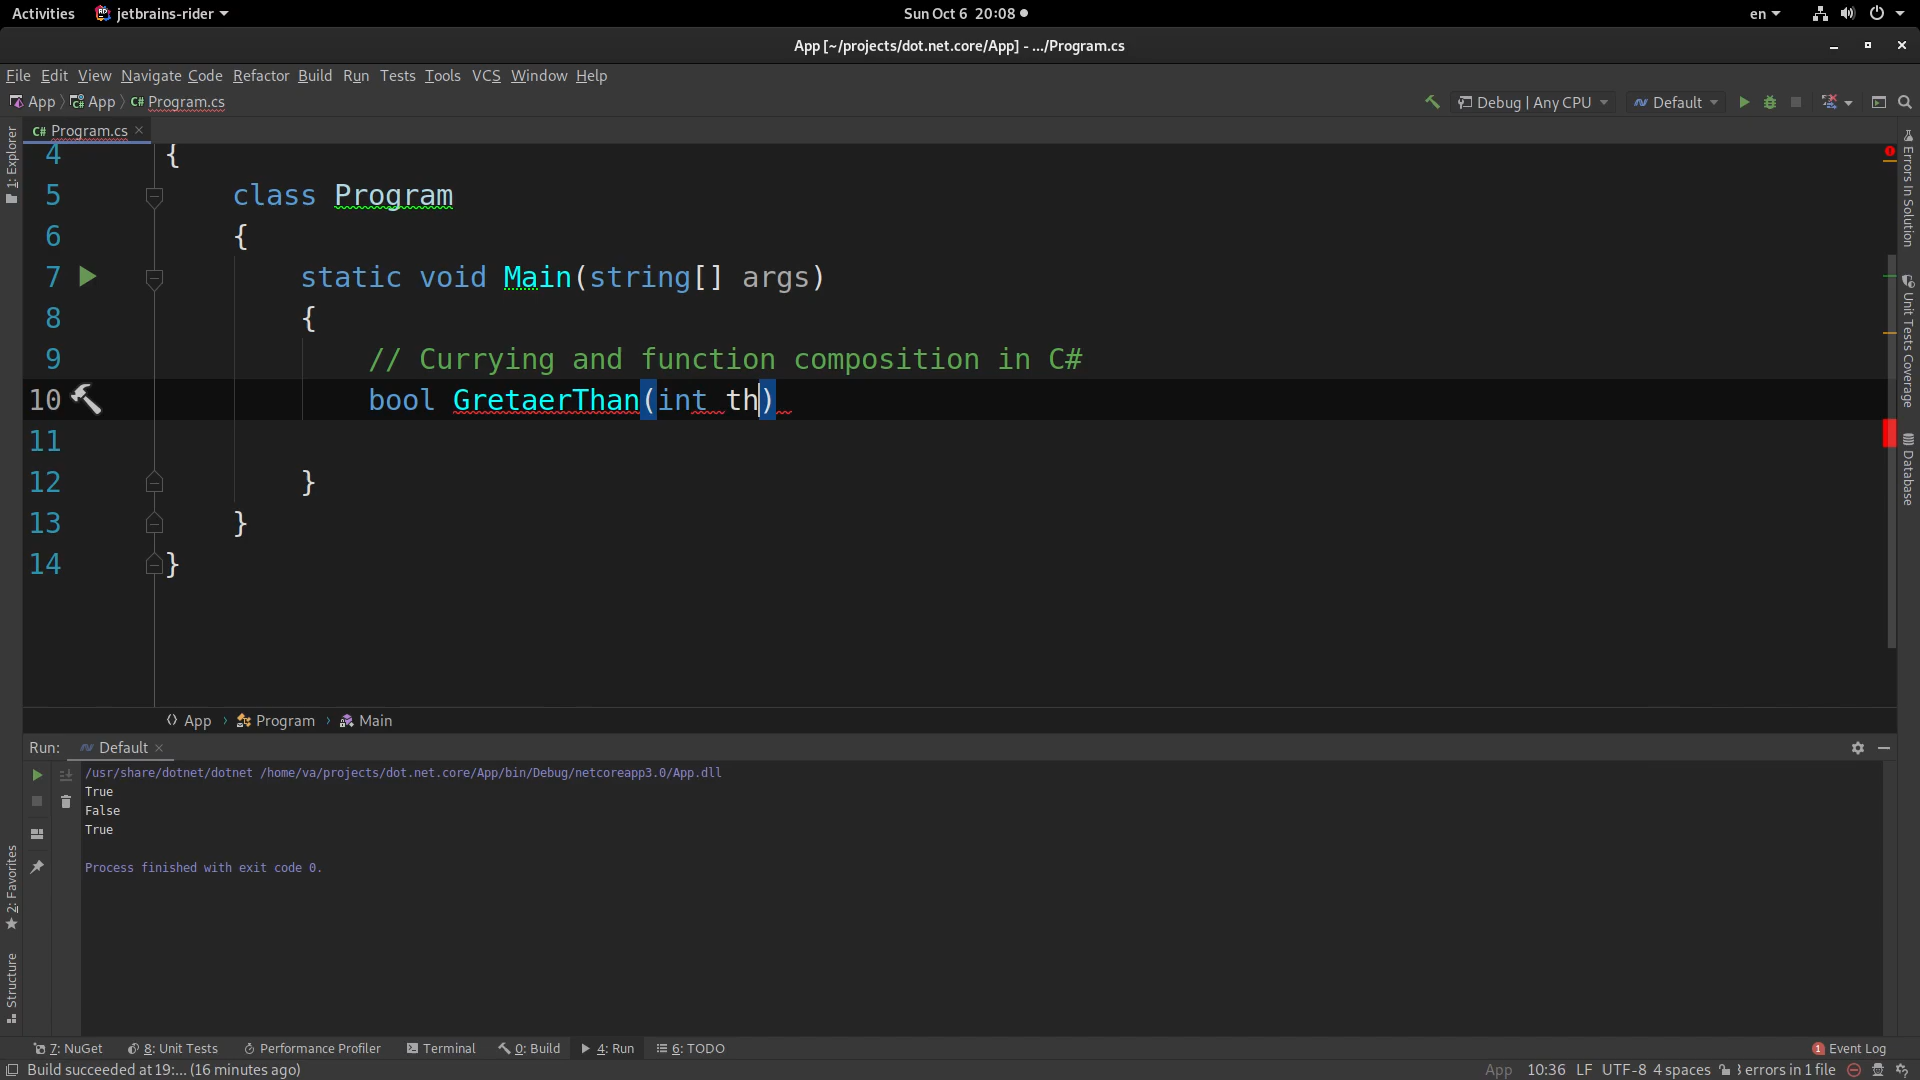 Activities jetbrains-rider Sun Oct 6 20:08 en
App [~/projects/dot.net.core/App] - .../Program.cs
File Edit View Navigate Code Refactor Build Run Tests Tools VCS Window Help
App App C# Program.cs Debug | Any CPU Default
C# Program.cs
4 {
5 class Program
6 {
7 static void Main(string[] args)
8 {
9 // Currying and function composition in C#
10 bool GretaerThan(int th)
11
12 }
13 }
14 }
App Program Main
Run: Default
/usr/share/dotnet/dotnet /home/va/projects/dot.net.core/App/bin/Debug/netcoreapp3.0/App.dll
True
False
True
Process finished with exit code 0.
1: Explorer
2: Favorites
Structure
Errors In Solution
Unit Tests Coverage
Database
7: NuGet 8: Unit Tests Performance Profiler Terminal 0: Build 4: Run 6: TODO 1 Event Log
Build succeeded at 19:... (16 minutes ago) App 10:36 LF UTF-8 4 spaces errors in 1 file